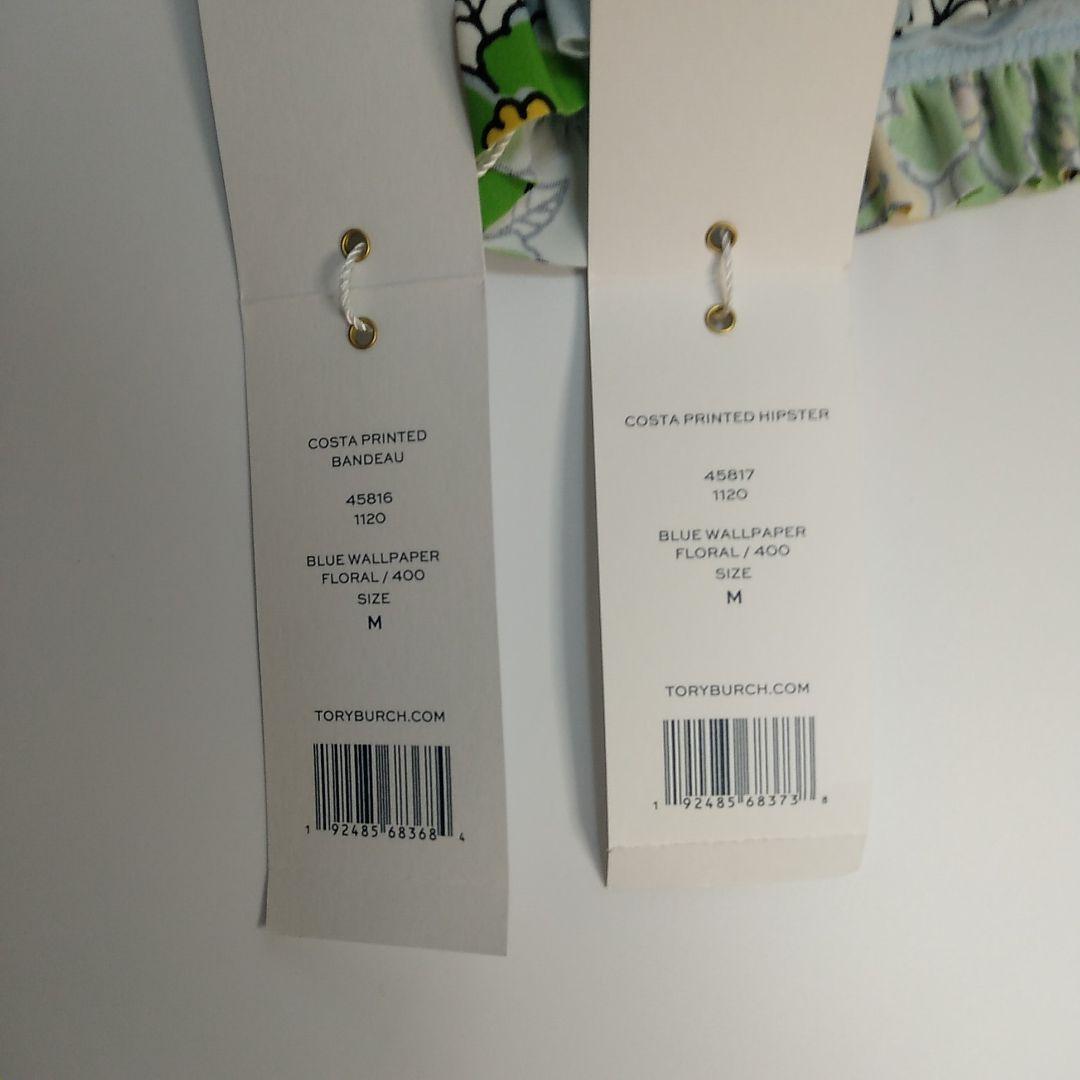 COSTA PRINTED
BANDEAU
45816
1120
BLUE WALLPAPER
FLORAL / 400
SIZE
M
TORYBURCH.COM
1 92485 68368 4
COSTA PRINTED HIPSTER
45817
1120
BLUE WALLPAPER
FLORAL / 400
SIZE
M
TORYBURCH.COM
1 92485 68373 8